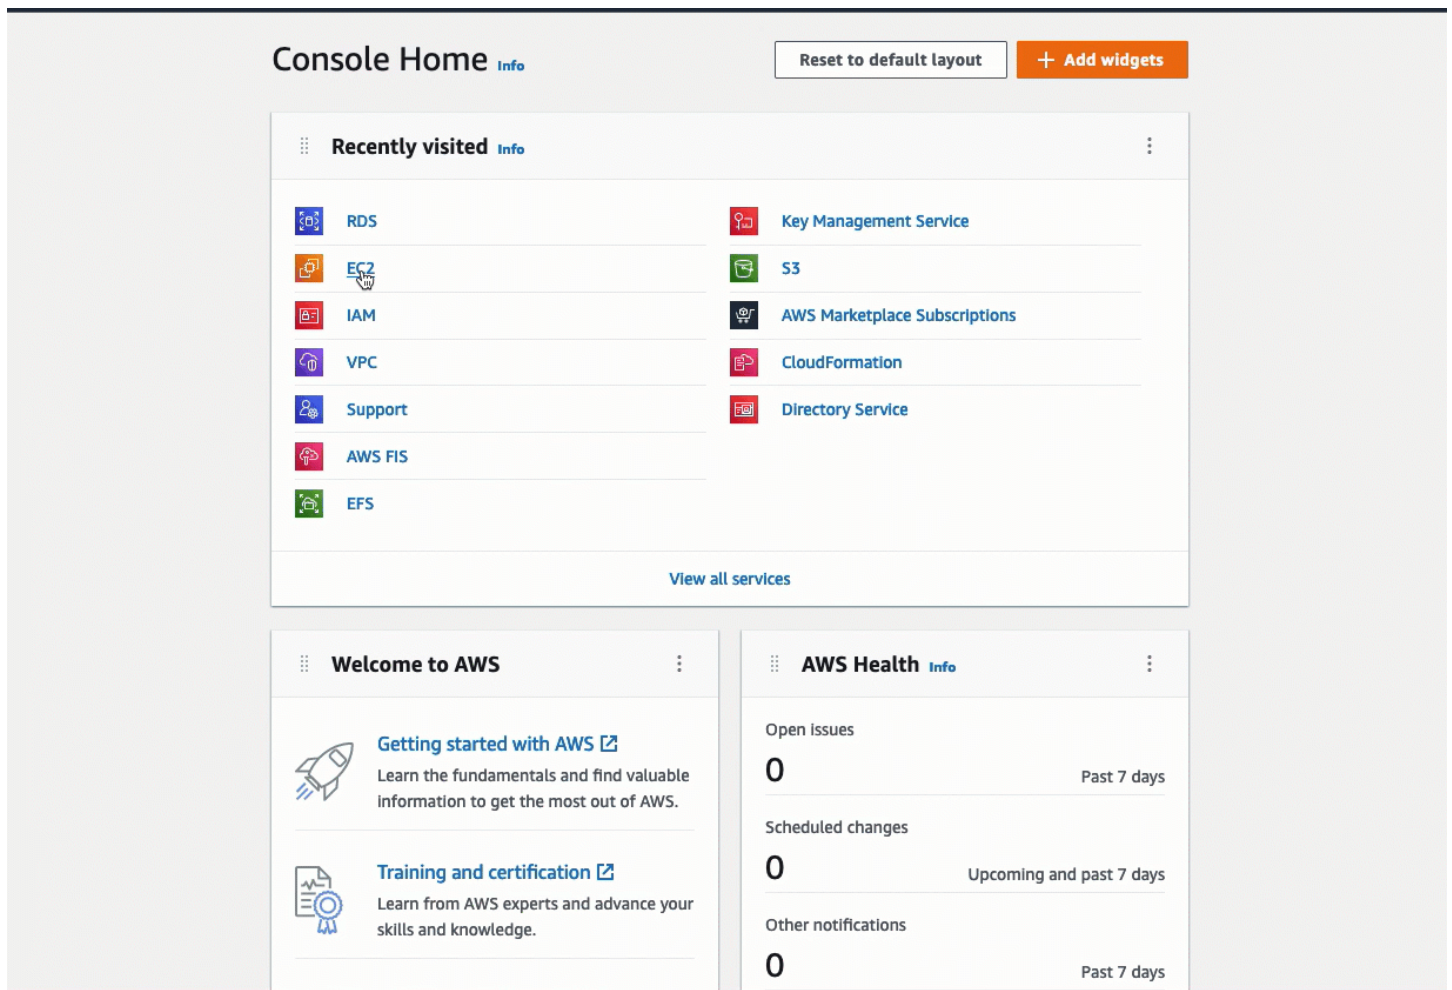 Console Home Info
Reset to default layout
+ Add widgets
Recently visited Info
RDS
EC2
IAM
VPC
Support
AWS FIS
EFS
Key Management Service
S3
AWS Marketplace Subscriptions
CloudFormation
Directory Service
View all services
Welcome to AWS
Getting started with AWS
Learn the fundamentals and find valuable
information to get the most out of AWS.
Training and certification
Learn from AWS experts and advance your
skills and knowledge.
AWS Health Info
Open issues
0 Past 7 days
Scheduled changes
0 Upcoming and past 7 days
Other notifications
0 Past 7 days